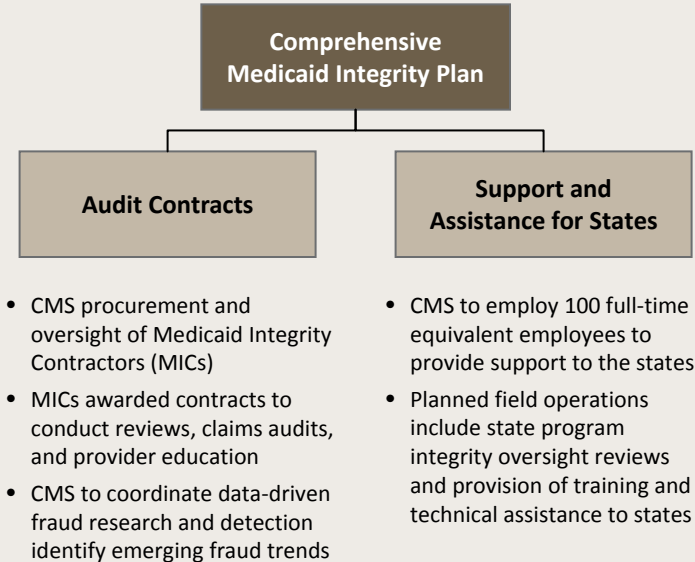 Comprehensive
Medicaid Integrity Plan
Audit Contracts
• CMS procurement and
oversight of Medicaid Integrity
Contractors (MICs)
• MICs awarded contracts to
conduct reviews, claims audits,
and provider education
• CMS to coordinate data-driven
fraud research and detection
identify emerging fraud trends
Support and
Assistance for States
• CMS to employ 100 full-time
equivalent employees to
provide support to the states
• Planned field operations
include state program
integrity oversight reviews
and provision of training and
technical assistance to states